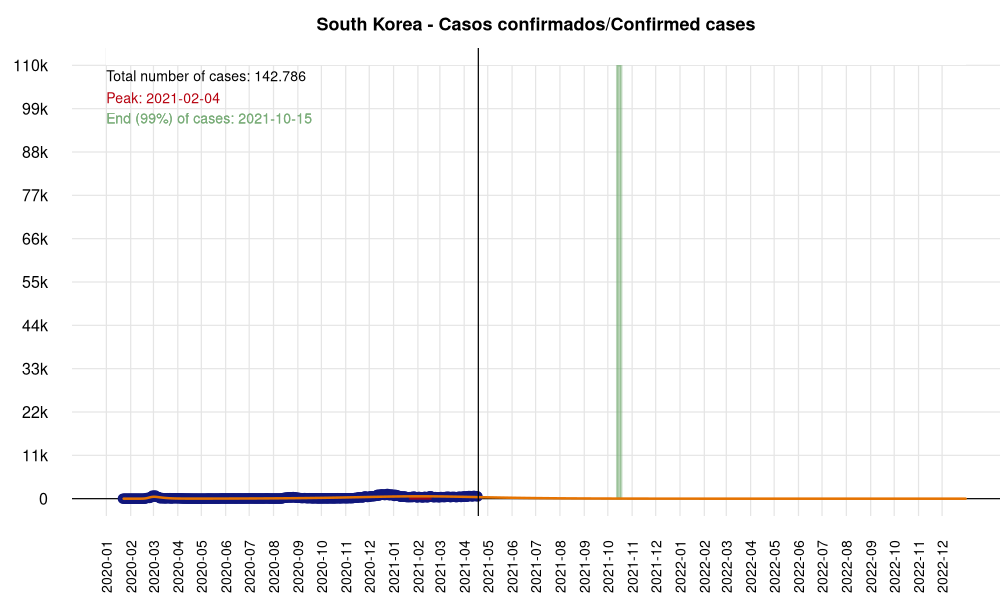 South Korea - Casos confirmados/Confirmed cases
Total number of cases: 142.786
Peak: 2021-02-04
End (99%) of cases: 2021-10-15
110k
99k
88k
77k
66k
55k
44k
33k
22k
11k
0
2020-01
2020-02
2020-03
2020-04
2020-05
2020-06
2020-07
2020-08
2020-09
2020-10
2020-11
2020-12
2021-01
2021-02
2021-03
2021-04
2021-05
2021-06
2021-07
2021-08
2021-09
2021-10
2021-11
2021-12
2022-01
2022-02
2022-03
2022-04
2022-05
2022-06
2022-07
2022-08
2022-09
2022-10
2022-11
2022-12